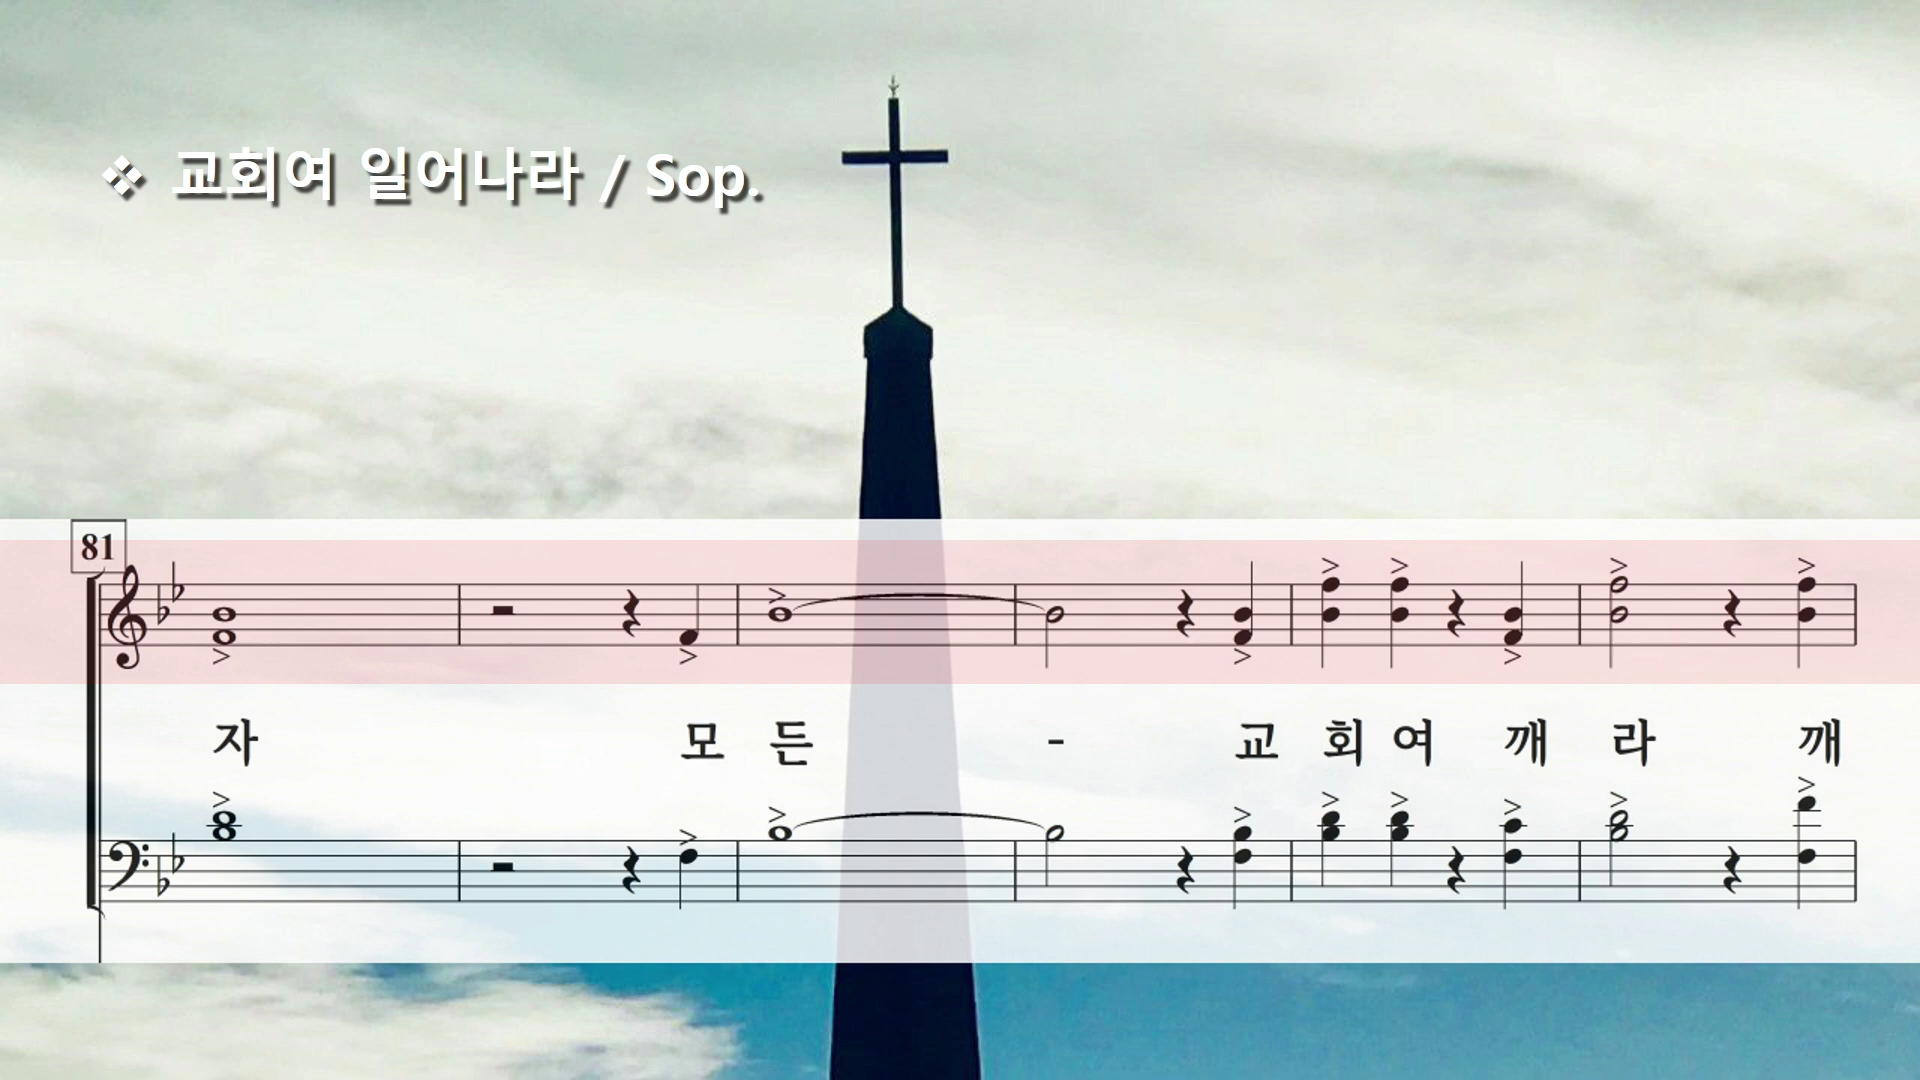 ❖ 교회여 일어나라 / Sop.
81
자 모 든 - 교 회 여 깨 라 깨